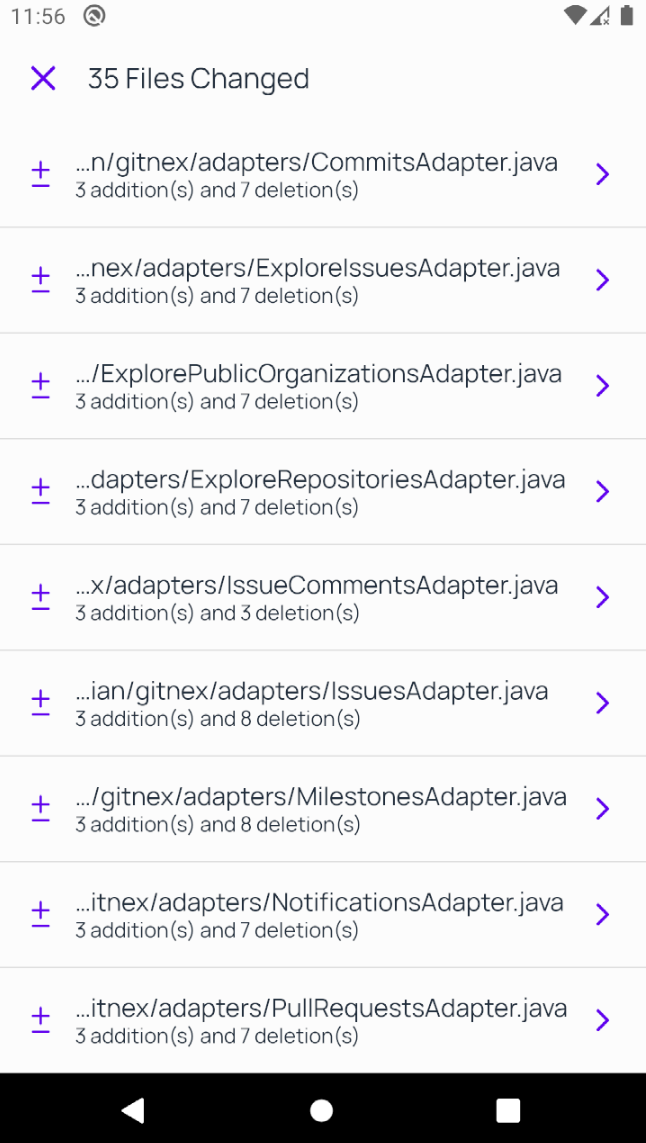 11:56
35 Files Changed
...n/gitnex/adapters/CommitsAdapter.java
3 addition(s) and 7 deletion(s)
...nex/adapters/ExploreIssuesAdapter.java
3 addition(s) and 7 deletion(s)
.../ExplorePublicOrganizationsAdapter.java
3 addition(s) and 7 deletion(s)
...dapters/ExploreRepositoriesAdapter.java
3 addition(s) and 7 deletion(s)
...x/adapters/IssueCommentsAdapter.java
3 addition(s) and 3 deletion(s)
...ian/gitnex/adapters/IssuesAdapter.java
3 addition(s) and 8 deletion(s)
.../gitnex/adapters/MilestonesAdapter.java
3 addition(s) and 8 deletion(s)
...itnex/adapters/NotificationsAdapter.java
3 addition(s) and 7 deletion(s)
...itnex/adapters/PullRequestsAdapter.java
3 addition(s) and 7 deletion(s)